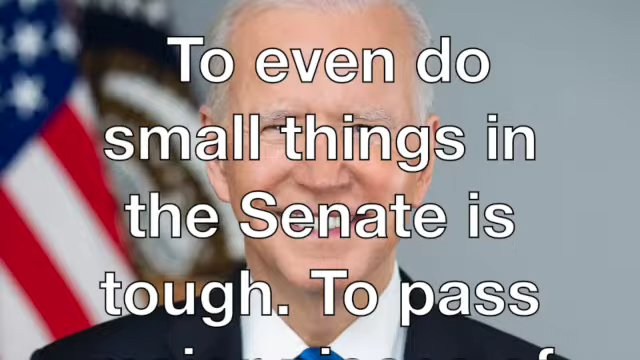 To even do
small things in
the Senate is
tough. To pass